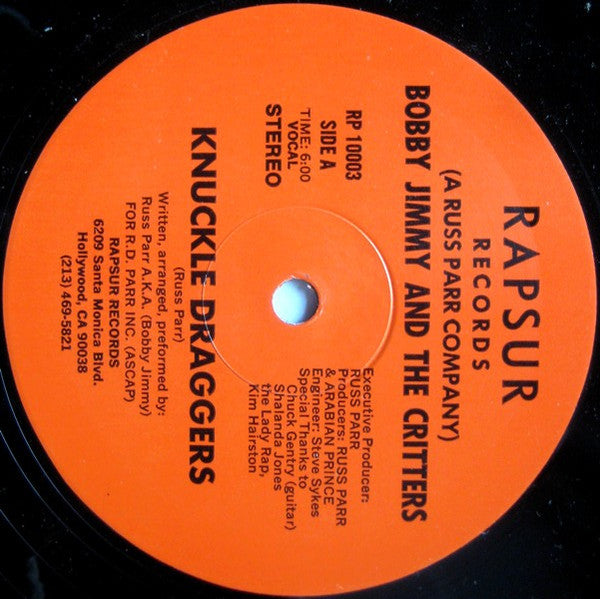 RAPSUR
RECORDS
(A RUSS PARR COMPANY)
BOBBY JIMMY AND THE CRITTERS
RP 10003
SIDE A
TIME: 6:00
VOCAL
STEREO
Executive Producer:
RUSS PARR
Producers: RUSS PARR
& ARABIAN PRINCE
Engineer: Steve Sykes
Special Thanks to
Chuck Gentry (guitar)
Shalanda Jones
the Lady Rap,
Kim Hairston
KNUCKLE DRAGGERS
(Russ Parr)
Written, arranged, preformed by:
Russ Parr A.K.A. (Bobby Jimmy)
FOR R.D. PARR INC. (ASCAP)
RAPSUR RECORDS
6209 Santa Monica Blvd.
Hollywood, CA 90038
(213) 469-5821